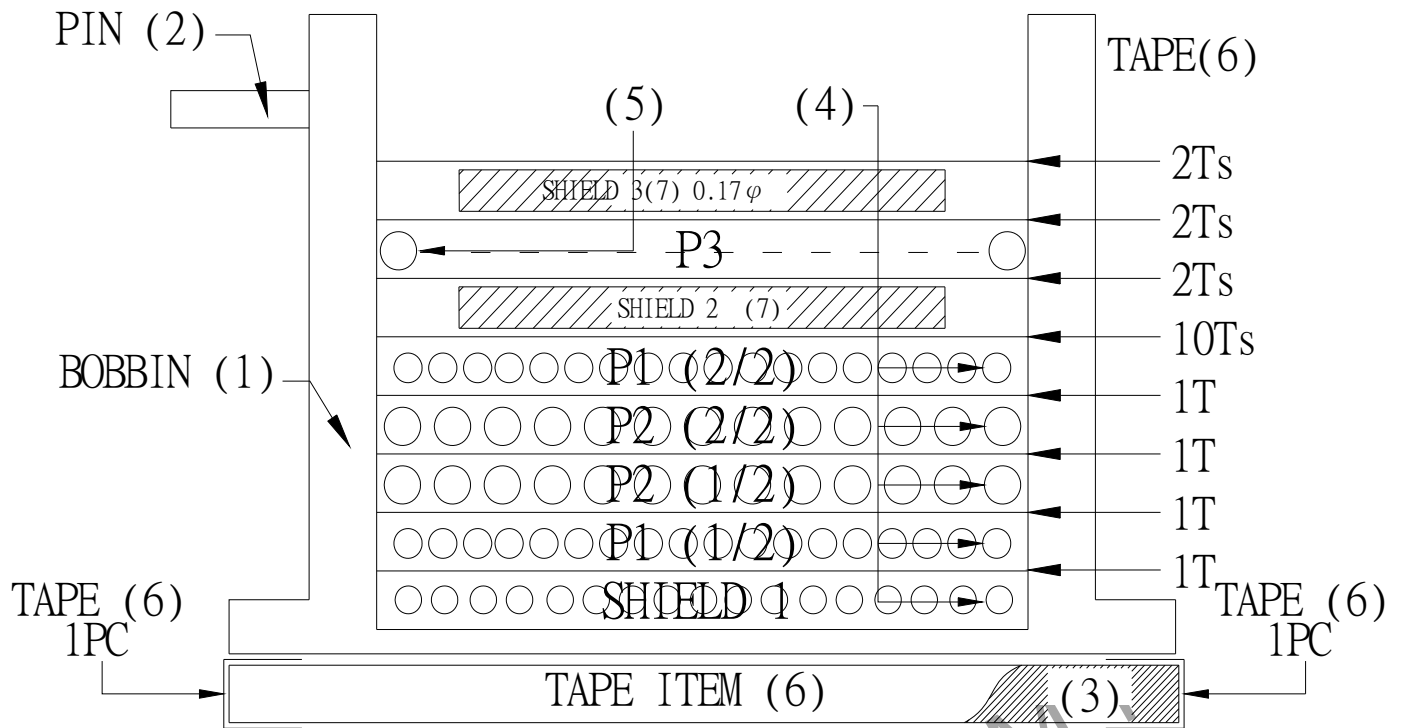 PIN (2)
TAPE(6)
(5)
(4)
2Ts
SHIELD 3(7) 0.17φ
2Ts
P3
2Ts
SHIELD 2 (7)
10Ts
P1 (2/2)
BOBBIN (1)
1T
P2 (2/2)
1T
P2 (1/2)
1T
P1 (1/2)
1T
TAPE (6)
1PC
SHIELD 1
TAPE (6)
1PC
TAPE ITEM (6)
(3)